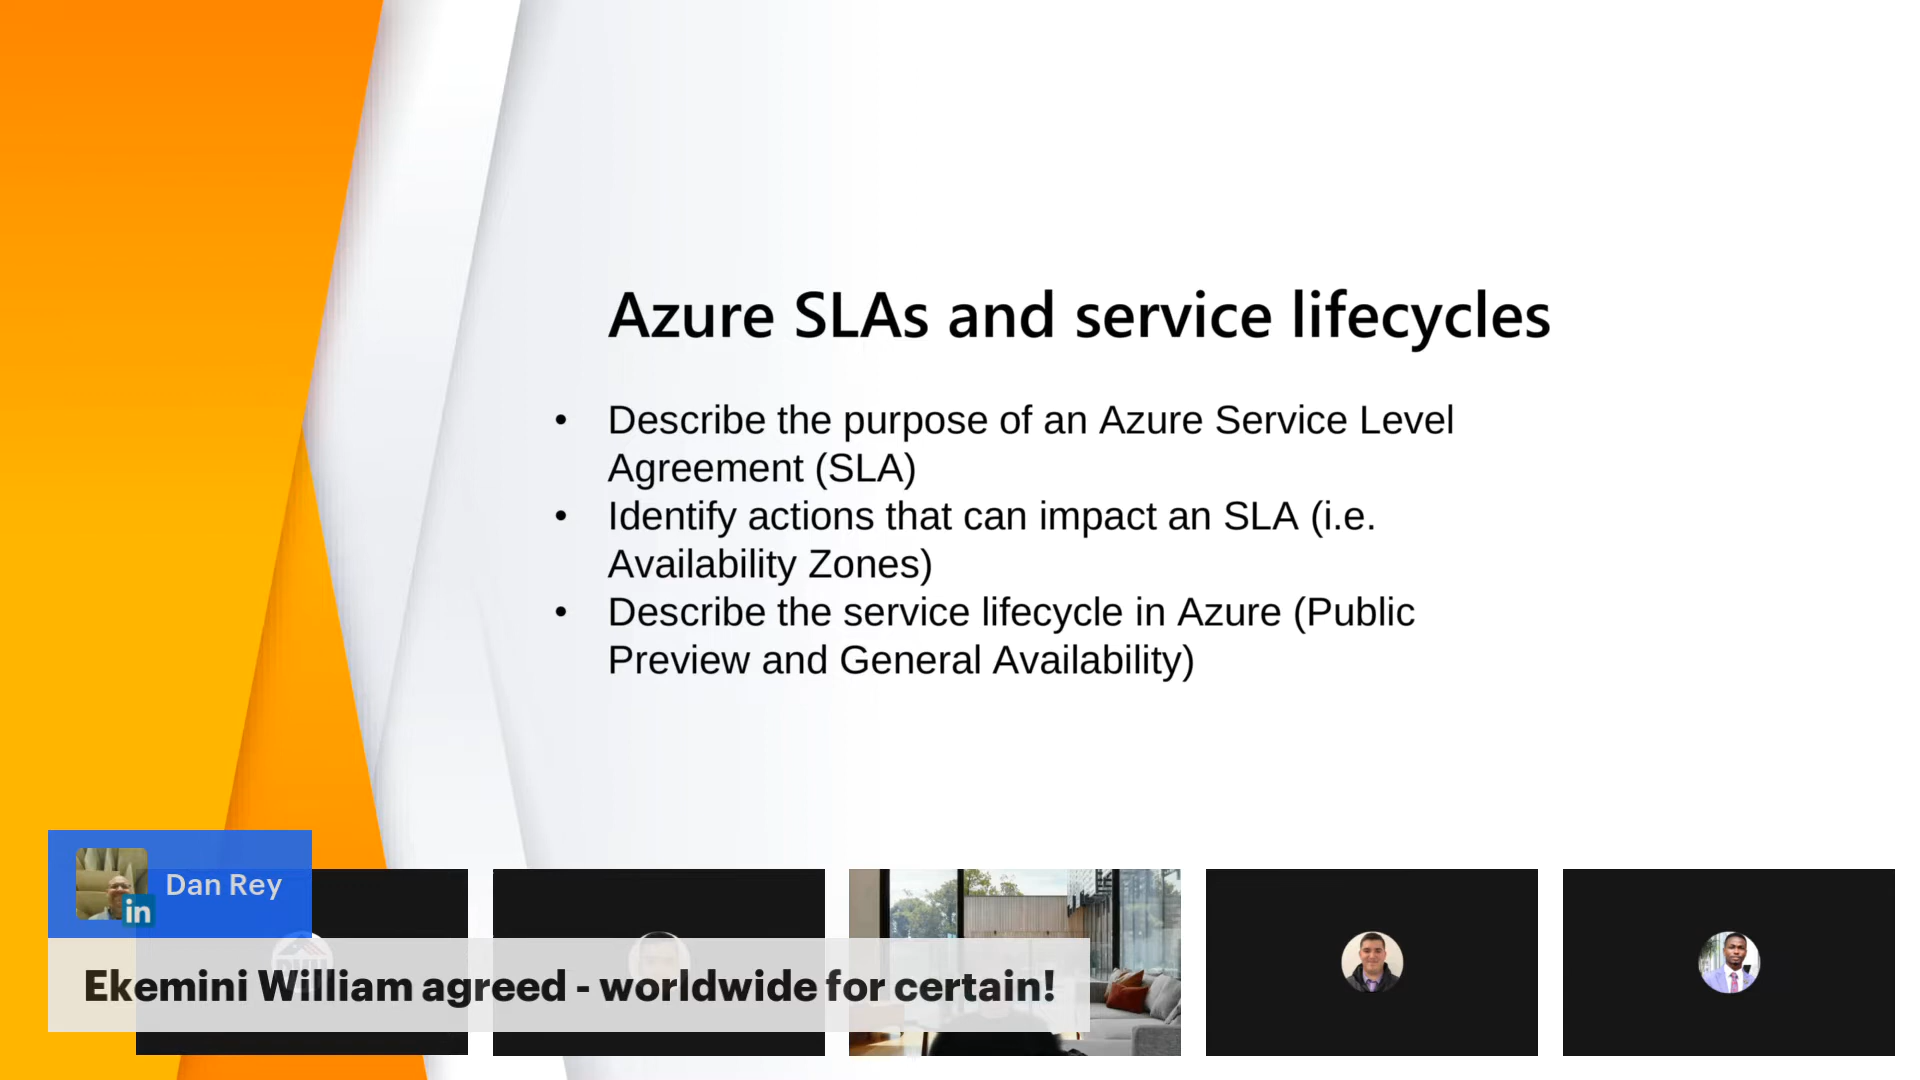 Azure SLAs and service lifecycles
• Describe the purpose of an Azure Service Level
Agreement (SLA)
• Identify actions that can impact an SLA (i.e.
Availability Zones)
• Describe the service lifecycle in Azure (Public
Preview and General Availability)
Dan Rey
in
Ekemini William agreed - worldwide for certain!